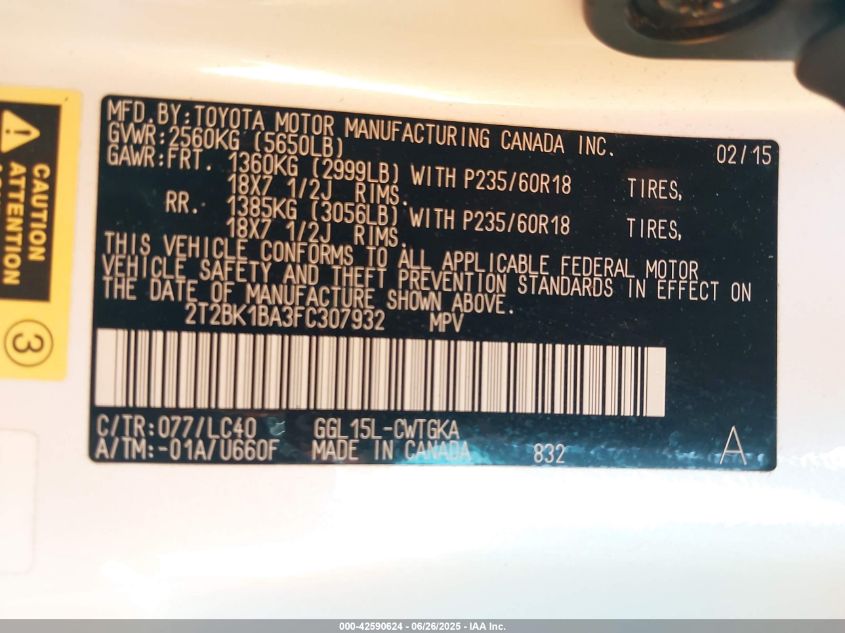 MFD.BY:TOYOTA MOTOR MANUFACTURING CANADA INC. 02/15
GVWR:2560KG (5650LB)
GAWR:FRT. 1360KG (2999LB) WITH P235/60R18 TIRES,
18X7 1/2J RIMS.
RR. 1385KG (3056LB) WITH P235/60R18 TIRES,
18X7 1/2J RIMS.
THIS VEHICLE CONFORMS TO ALL APPLICABLE FEDERAL MOTOR
VEHICLE SAFETY AND THEFT PREVENTION STANDARDS IN EFFECT ON
THE DATE OF MANUFACTURE SHOWN ABOVE.
2T2BK1BA3FC307932 MPV
C/TR:077/LC40 GGL15L-CWTGKA
A/TM:-01A/U660F MADE IN CANADA 832 A
CAUTION
ATTENTION
3
000-42590624 - 06/26/2025 - IAA Inc.